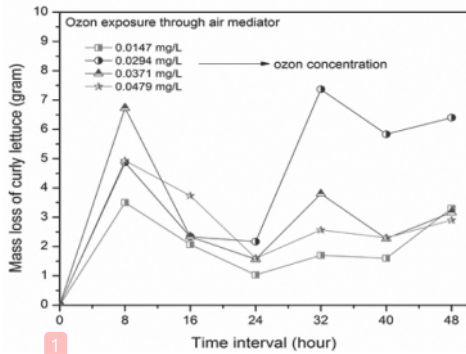 Ozon exposure through air mediator
0.0147 mg/L
0.0294 mg/L
0.0371 mg/L
0.0479 mg/L
ozon concentration
Mass loss of curly lettuce (gram)
10
9
8
7
6
5
4
3
2
1
0
0 8 16 24 32 40 48
Time interval (hour)
1